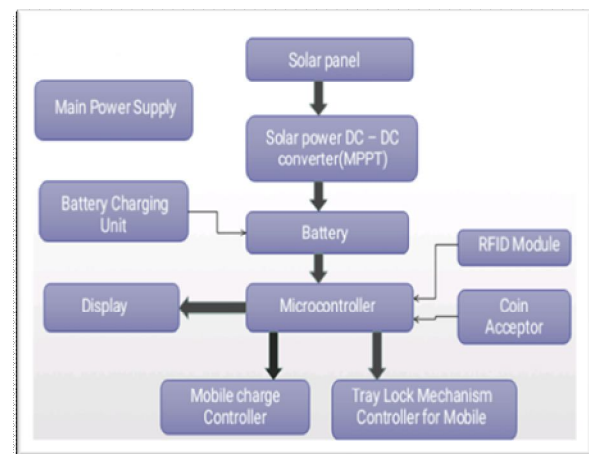 Solar panel
Main Power Supply
Solar power DC – DC
converter(MPPT)
Battery Charging
Unit
Battery
RFID Module
Display
Microcontroller
Coin
Acceptor
Mobile charge
Controller
Tray Lock Mechanism
Controller for Mobile